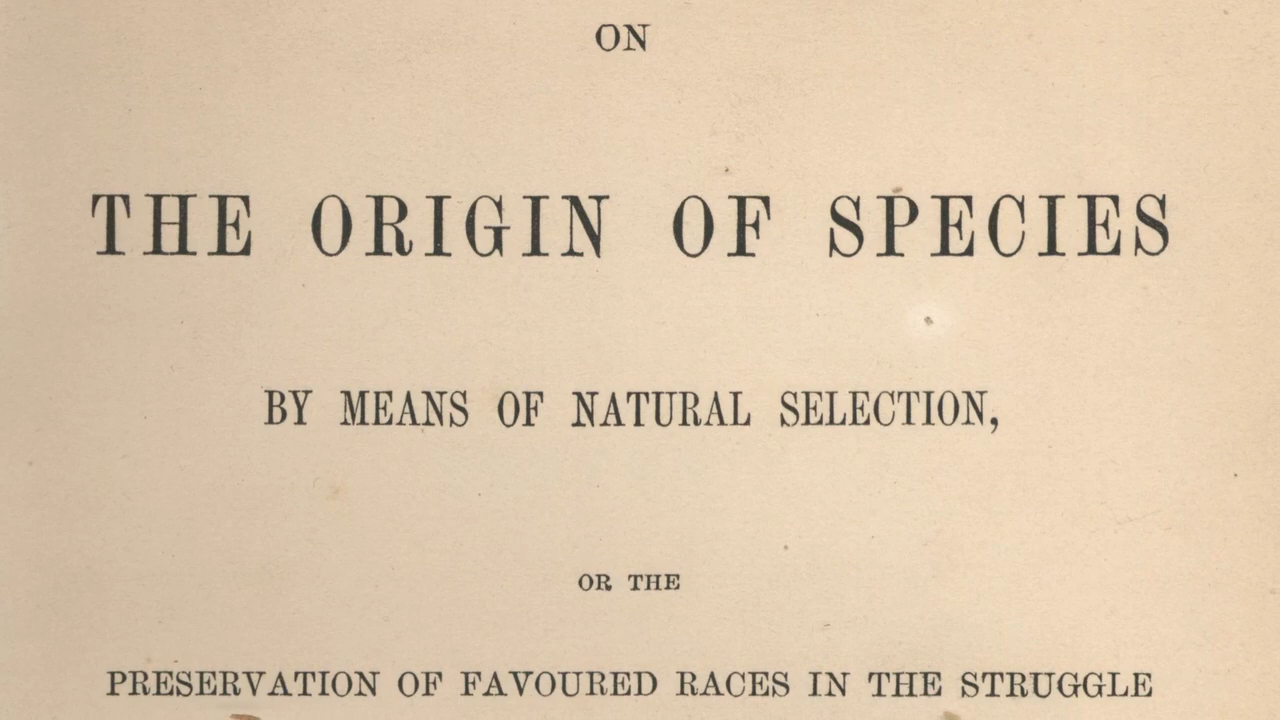 ON
THE ORIGIN OF SPECIES
BY MEANS OF NATURAL SELECTION,
OR THE
PRESERVATION OF FAVOURED RACES IN THE STRUGGLE